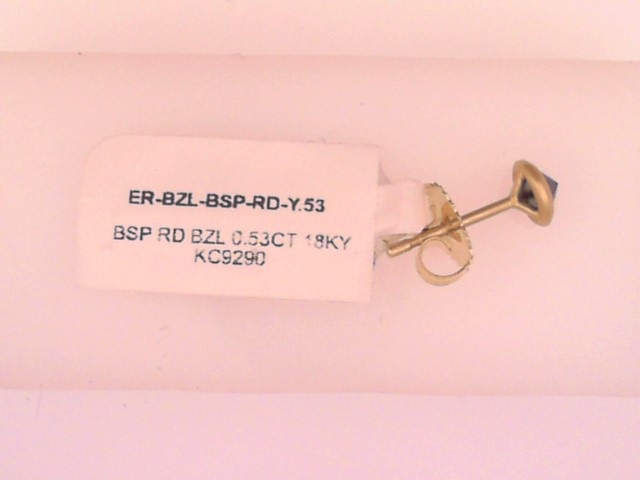 ER-BZL-BSP-RD-Y.53
BSP RD BZL 0.53CT 18KY
KC9290